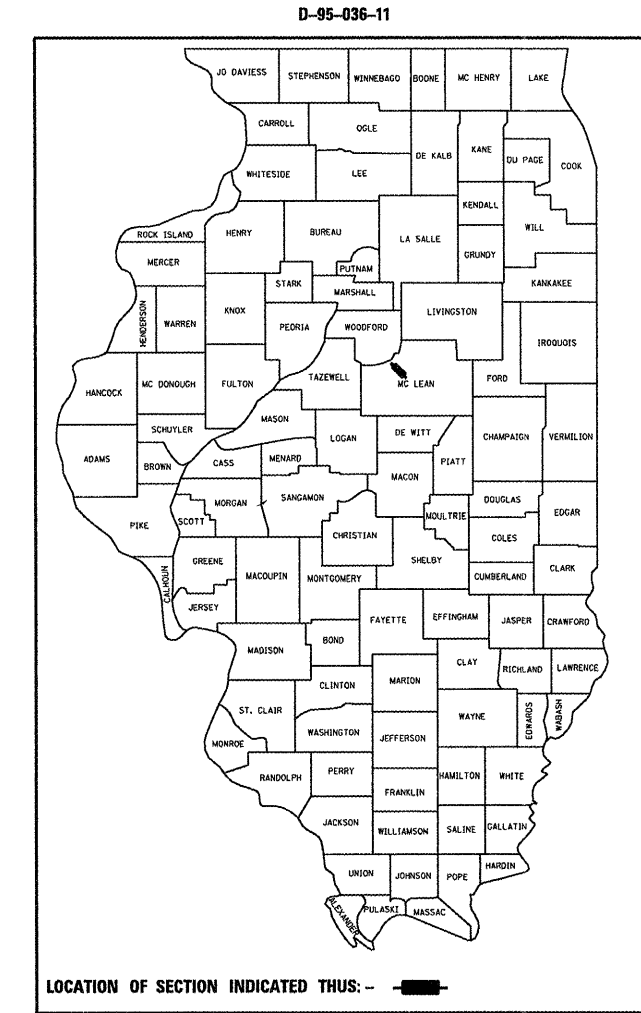 D-95-036-11
JO DAVIESS STEPHENSON WINNEBAGO BOONE MC HENRY LAKE
CARROLL OGLE DE KALB KANE DU PAGE COOK
WHITESIDE LEE
KENDALL
ROCK ISLAND HENRY BUREAU LA SALLE WILL
MERCER PUTNAM GRUNDY
STARK MARSHALL KANKAKEE
HENDERSON WARREN KNOX PEORIA WOODFORD LIVINGSTON IROQUOIS
HANCOCK MC DONOUGH FULTON TAZEWELL MC LEAN FORD
SCHUYLER MASON LOGAN DE WITT CHAMPAIGN VERMILION
ADAMS BROWN CASS MENARD MACON PIATT
PIKE SCOTT MORGAN SANGAMON CHRISTIAN MOULTRIE DOUGLAS EDGAR
COLES
CALHOUN GREENE MACOUPIN MONTGOMERY SHELBY CUMBERLAND CLARK
JERSEY
FAYETTE EFFINGHAM JASPER CRAWFORD
MADISON BOND
CLAY RICHLAND LAWRENCE
CLINTON MARION
ST. CLAIR WAYNE EDWARDS WABASH
MONROE WASHINGTON JEFFERSON
RANDOLPH PERRY HAMILTON WHITE
FRANKLIN
JACKSON WILLIAMSON SALINE GALLATIN
UNION JOHNSON POPE HARDIN
ALEXANDER PULASKI MASSAC
LOCATION OF SECTION INDICATED THUS: -